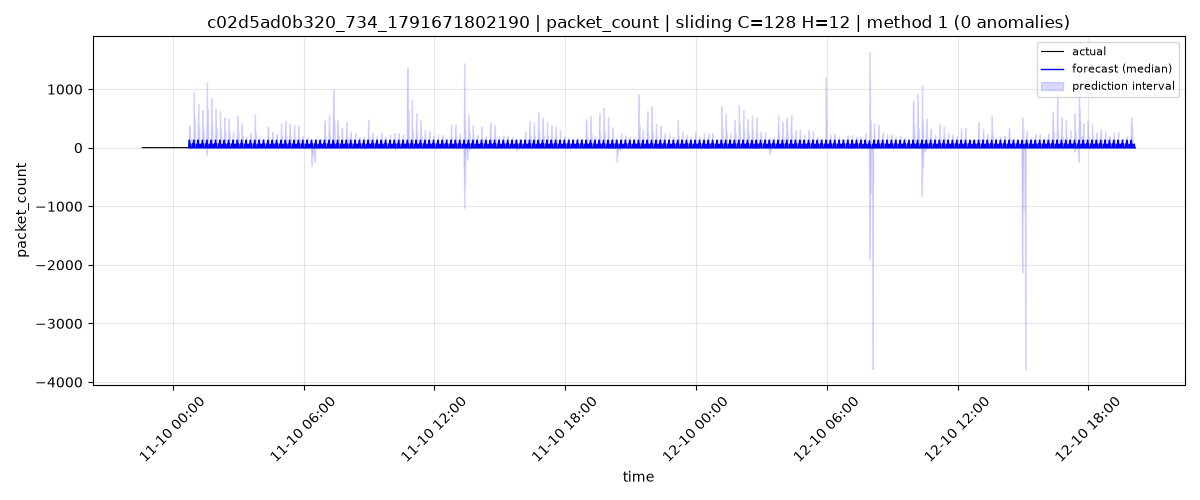 c02d5ad0b320_734_1791671802190 | packet_count | sliding C=128 H=12 | method 1 (0 anomalies)
actual
forecast (median)
prediction interval
packet_count
1000
0
−1000
−2000
−3000
−4000
11-10 00:00
11-10 06:00
11-10 12:00
11-10 18:00
12-10 00:00
12-10 06:00
12-10 12:00
12-10 18:00
time